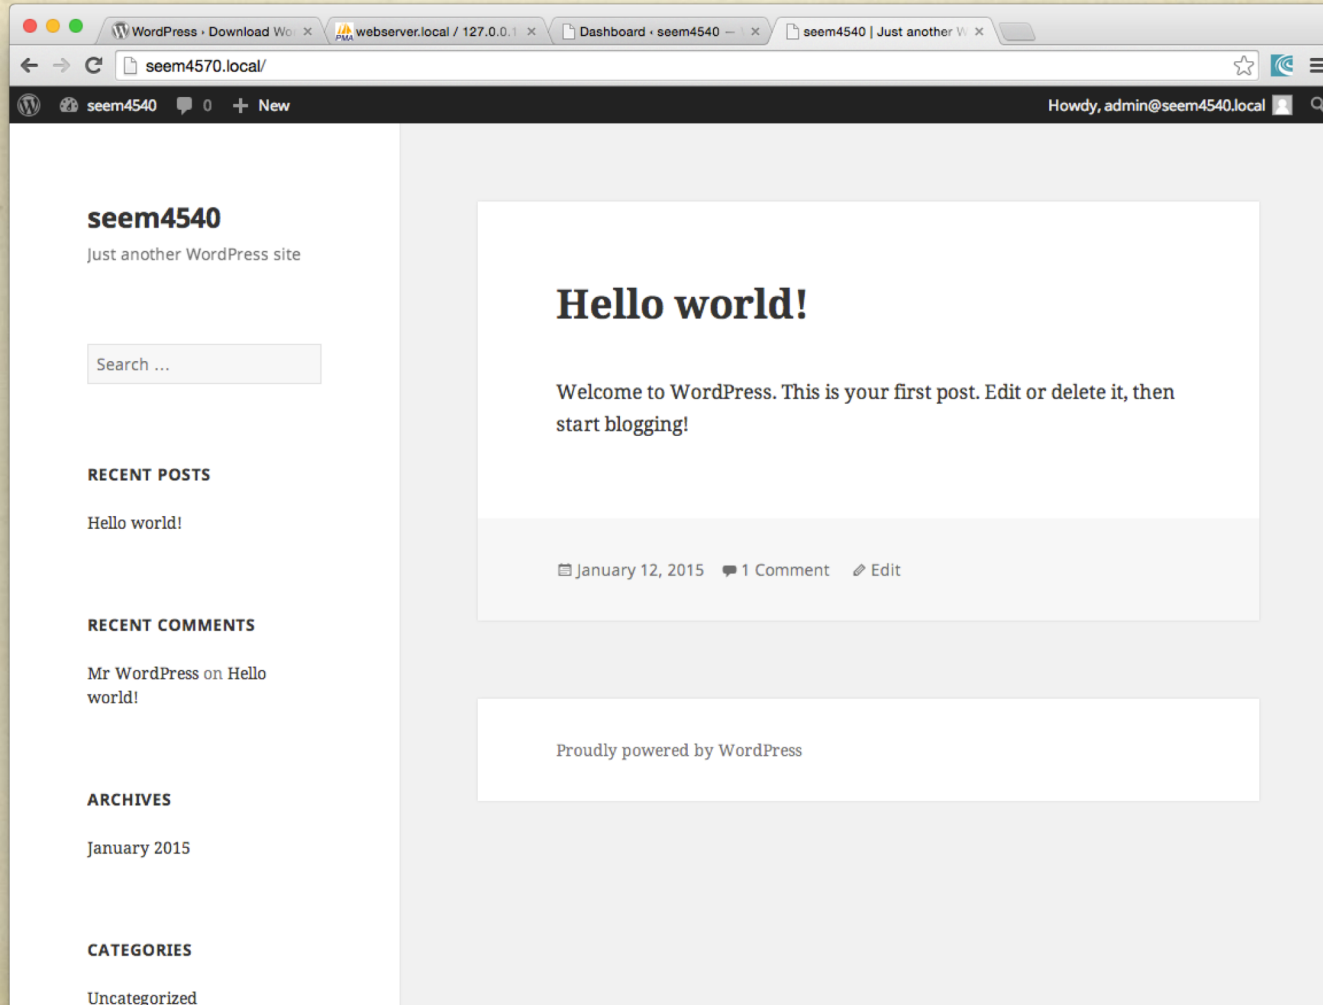 WordPress › Download Wor
webserver.local / 127.0.0.1
Dashboard ‹ seem4540 —
seem4540 | Just another W
seem4570.local/
seem4540 0 + New
Howdy, admin@seem4540.local
seem4540
Just another WordPress site
Search …
RECENT POSTS
Hello world!
RECENT COMMENTS
Mr WordPress on Hello
world!
ARCHIVES
January 2015
CATEGORIES
Uncategorized
Hello world!
Welcome to WordPress. This is your first post. Edit or delete it, then
start blogging!
January 12, 2015 1 Comment Edit
Proudly powered by WordPress